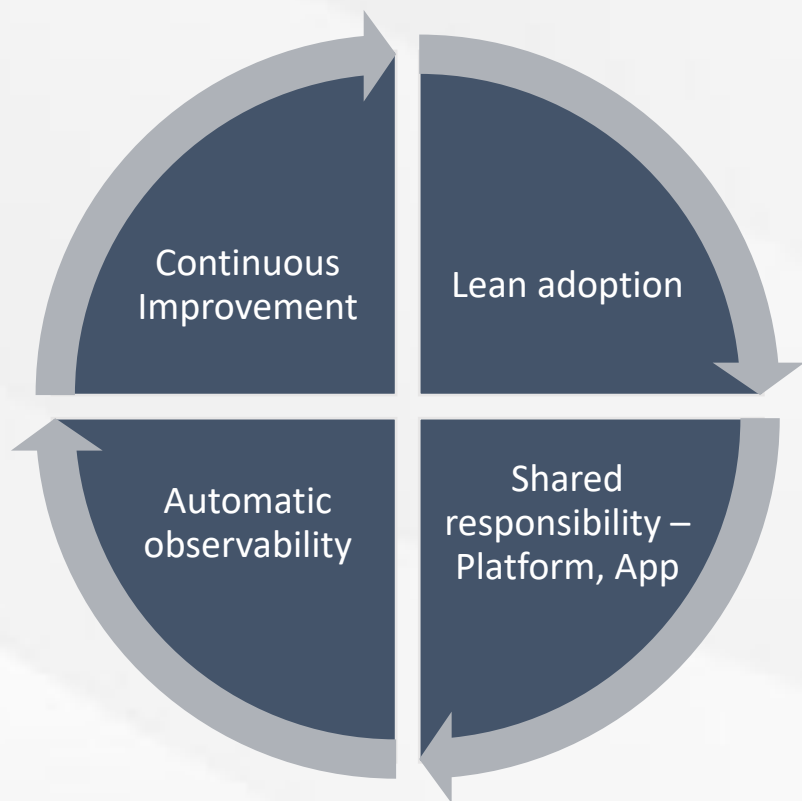 Continuous
Improvement
Lean adoption
Shared
responsibility –
Platform, App
Automatic
observability